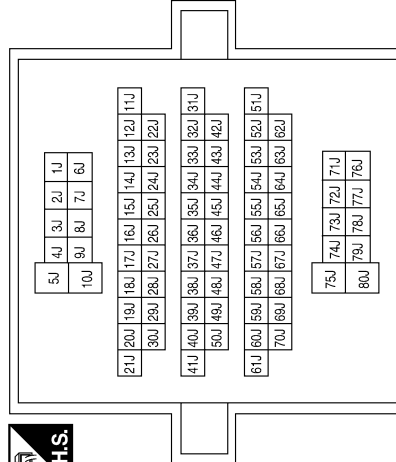 5J 4J 3J 2J 1J
10J 9J 8J 7J 6J
21J 20J 19J 18J 17J 16J 15J 14J 13J 12J 11J
30J 29J 28J 27J 26J 25J 24J 23J 22J
41J 40J 39J 38J 37J 36J 35J 34J 33J 32J 31J
50J 49J 48J 47J 46J 45J 44J 43J 42J
61J 60J 59J 58J 57J 56J 55J 54J 53J 52J 51J
70J 69J 68J 67J 66J 65J 64J 63J 62J
75J 74J 73J 72J 71J
80J 79J 78J 77J 76J
H.S.